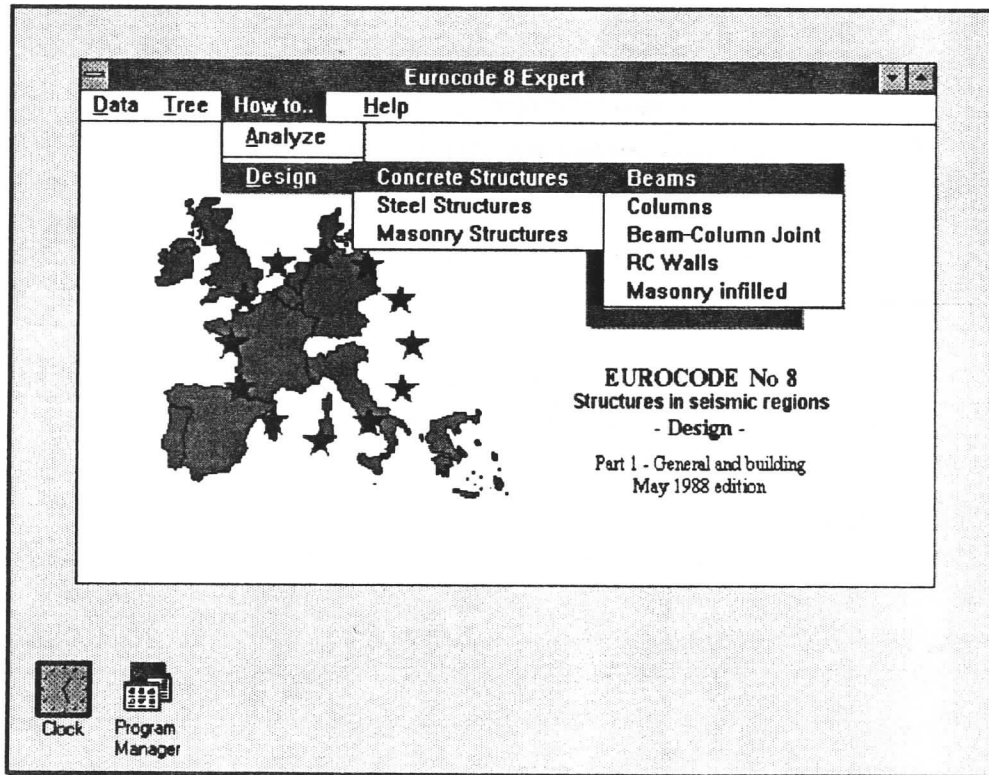 Eurocode 8 Expert
Data Tree How to.. Help
Analyze
Design
Concrete Structures
Steel Structures
Masonry Structures
Beams
Columns
Beam-Column Joint
RC Walls
Masonry infilled
EUROCODE No 8
Structures in seismic regions
- Design -
Part 1 - General and building
May 1988 edition
Clock
Program
Manager